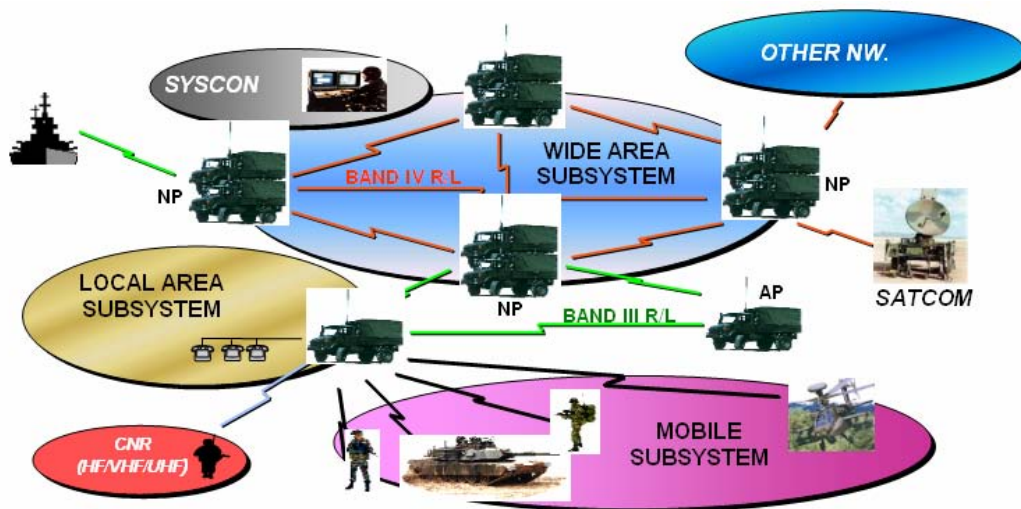 OTHER NW.
SYSCON
WIDE AREA
SUBSYSTEM
BAND IV R/L
NP
NP
LOCAL AREA
SUBSYSTEM
NP
AP
SATCOM
BAND III R/L
CNR
(HF/VHF/UHF)
MOBILE
SUBSYSTEM